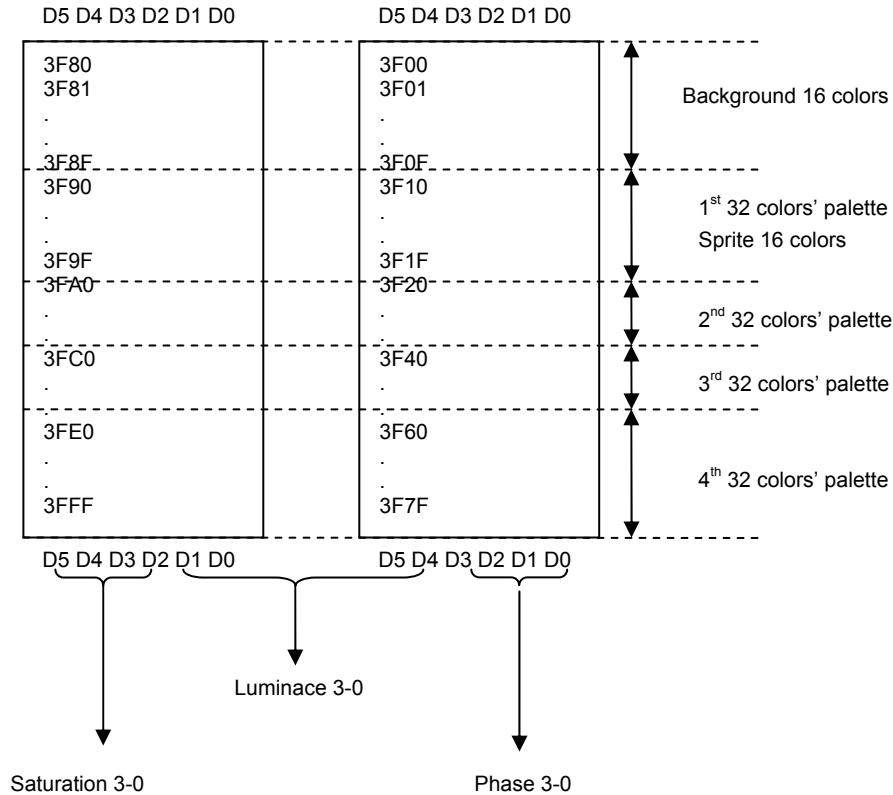 D5 D4 D3 D2 D1 D0 D5 D4 D3 D2 D1 D0
3F80 3F00
3F81 3F01
. .
. .
3F8F 3F0F
Background 16 colors
3F90 3F10
. .
. .
3F9F 3F1F
1st 32 colors’ palette
Sprite 16 colors
3FA0 3F20
. .
. .
2nd 32 colors’ palette
3FC0 3F40
. .
. .
3rd 32 colors’ palette
3FE0 3F60
. .
. .
3FFF 3F7F
4th 32 colors’ palette
D5 D4 D3 D2 D1 D0 D5 D4 D3 D2 D1 D0
Luminace 3-0
Saturation 3-0 Phase 3-0